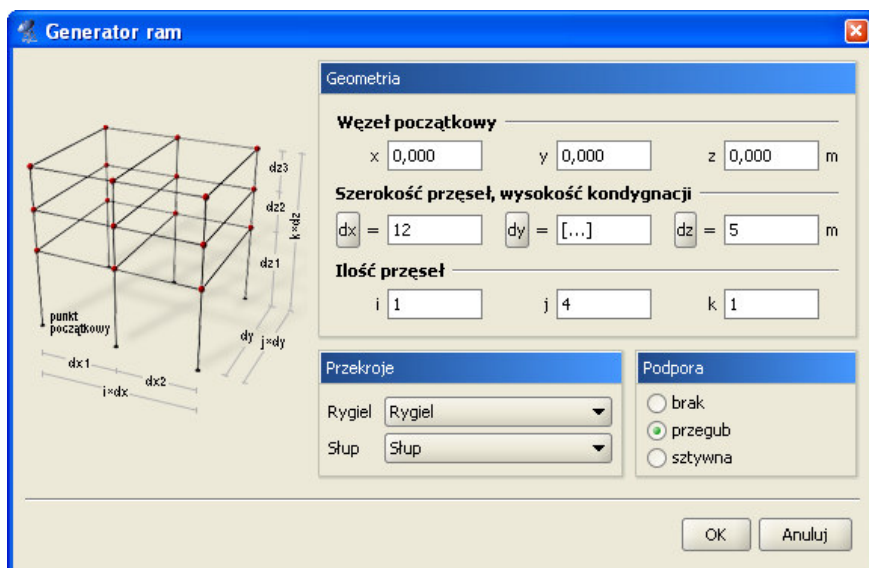 Generator ram
Geometria
Węzeł początkowy
x 0,000 y 0,000 z 0,000 m
Szerokość przęseł, wysokość kondygnacji
dx = 12 dy = [...] dz = 5 m
Ilość przęseł
i 1 j 4 k 1
dz3
dz2
k×dz
dz1
punkt
początkowy
dy j×dy
dx1
dx2
i×dx
Przekroje
Rygiel Rygiel
Słup Słup
Podpora
brak
przegub
sztywna
OK Anuluj